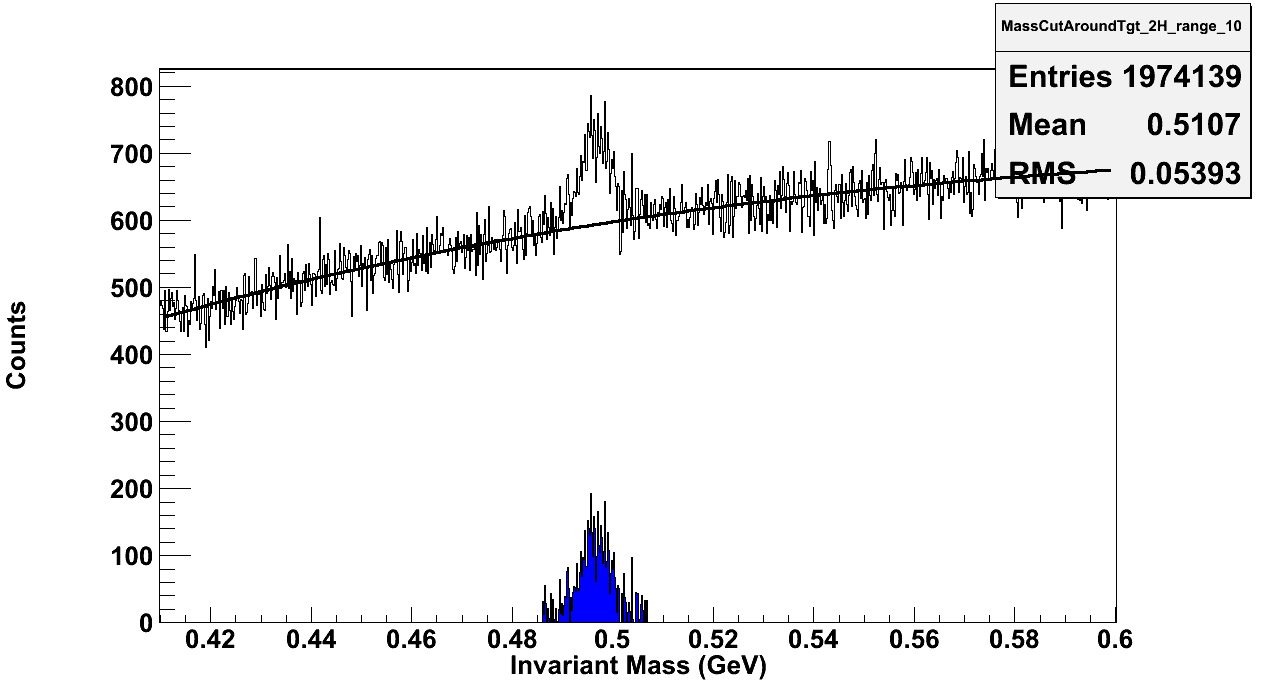 MassCutAroundTgt_2H_range_10
Entries 1974139
Mean 0.5107
RMS 0.05393
800
700
600
500
400
300
200
100
0
Counts
0.42 0.44 0.46 0.48 0.5 0.52 0.54 0.56 0.58 0.6
Invariant Mass (GeV)